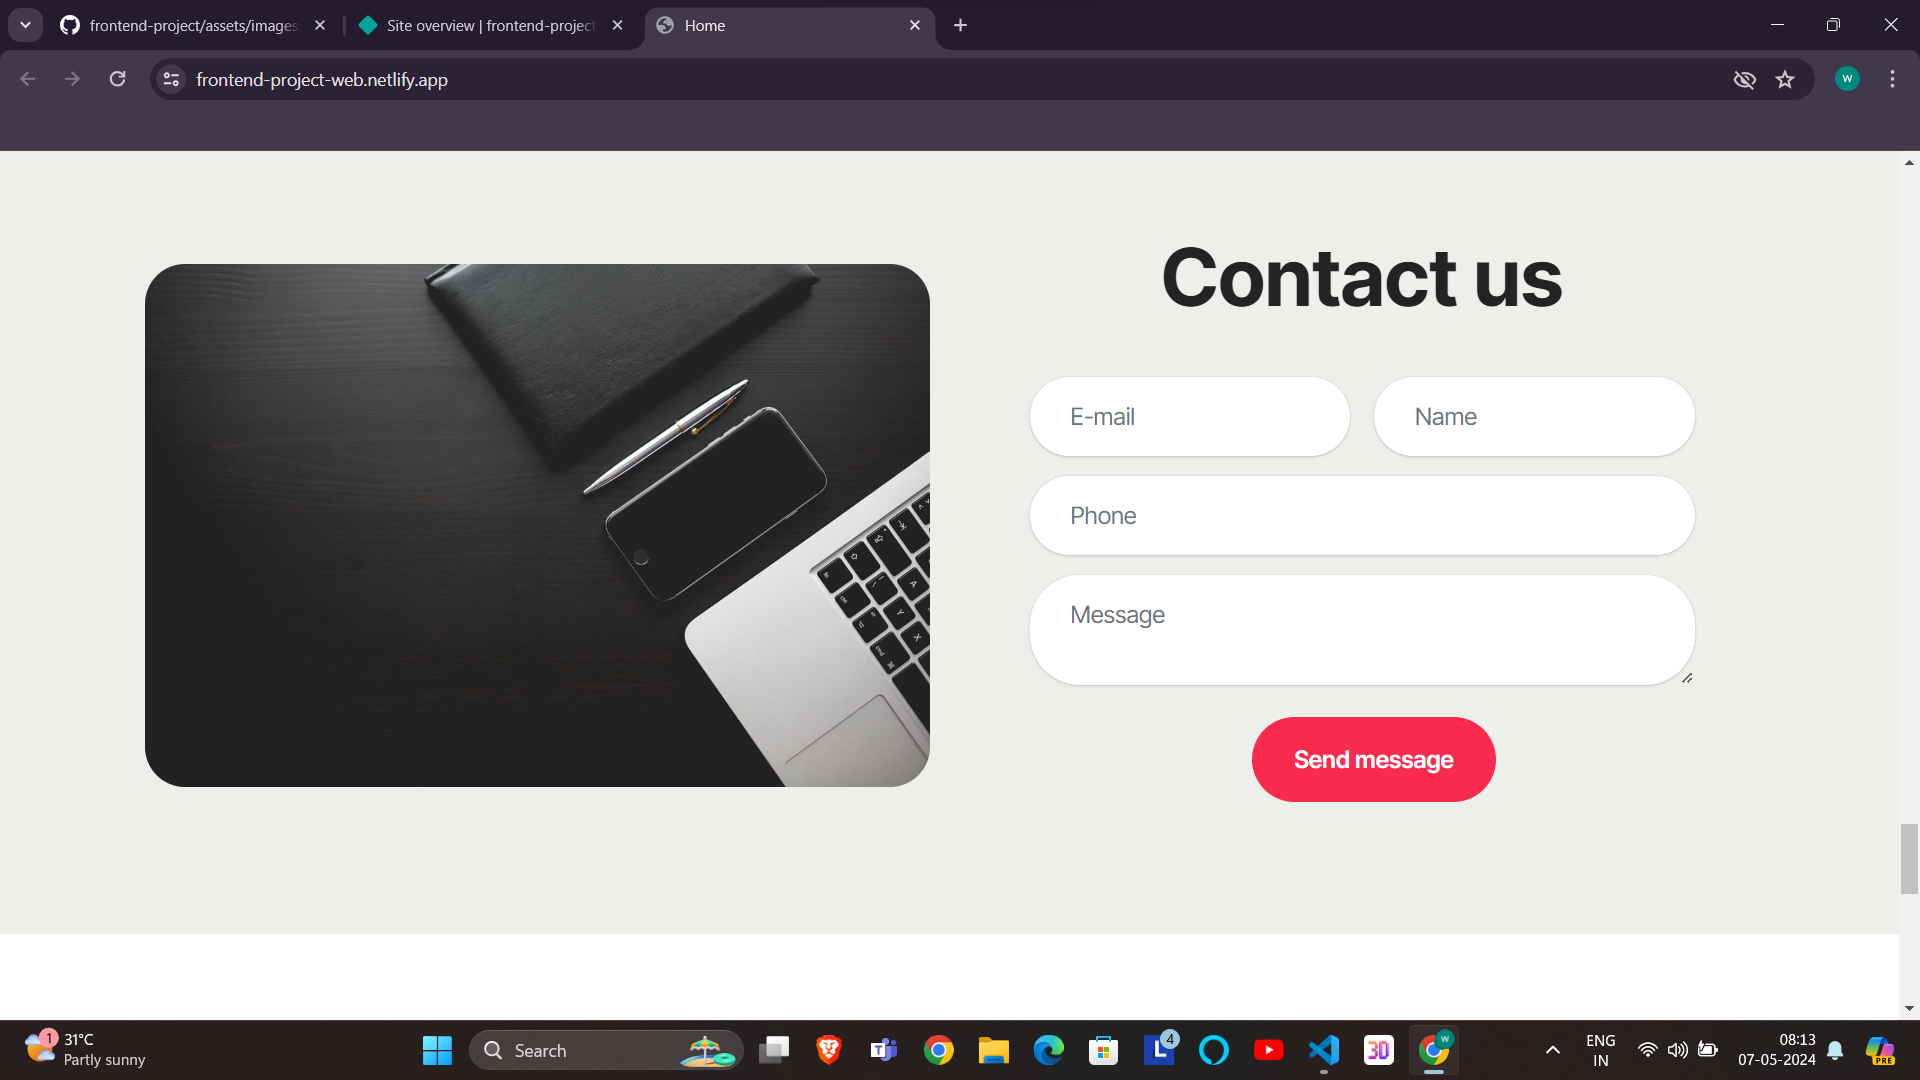 frontend-project/assets/images
Site overview | frontend-project
Home
frontend-project-web.netlify.app
W
Contact us
E-mail
Name
Phone
Message
Send message
1
31°C
Partly sunny
Search
T
L
4
3D
W
ENG
IN
08:13
07-05-2024
PRE